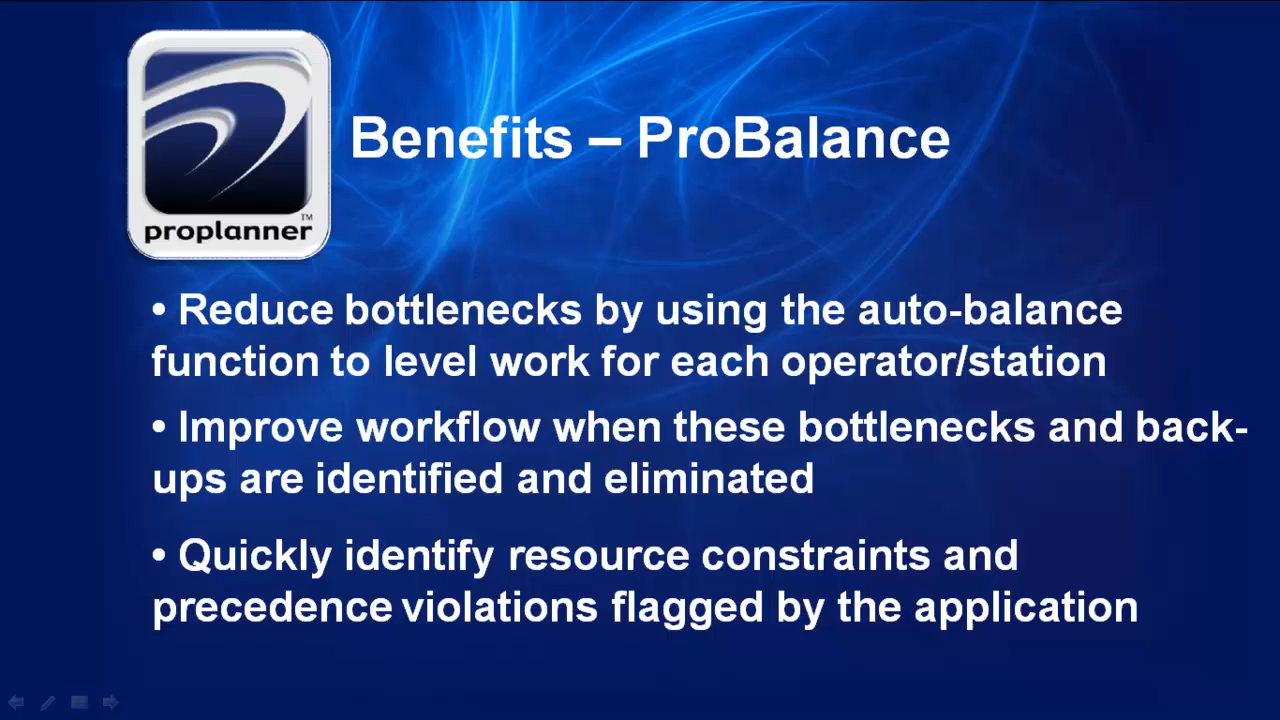 Benefits – ProBalance
TM
proplanner
• Reduce bottlenecks by using the auto-balance
function to level work for each operator/station
• Improve workflow when these bottlenecks and back-
ups are identified and eliminated
• Quickly identify resource constraints and
precedence violations flagged by the application